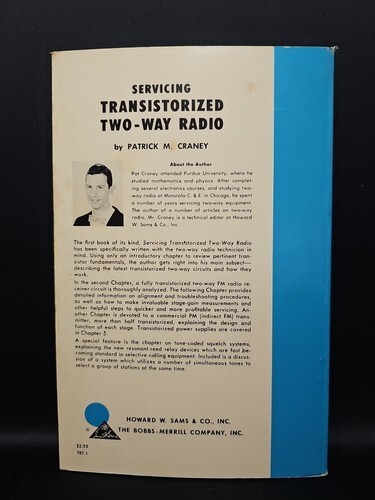 SERVICING
TRANSISTORIZED
TWO-WAY RADIO
by PATRICK M. CRANEY
About the Author
Pat Craney attended Purdue University, where he
studied mathematics and physics. After complet-
ing several electronics courses, and studying two-
way radio at Motorola C. & E. in Chicago, he spent
a number of years servicing two-way equipment.
The author of a number of articles on two-way
radio, Mr. Craney is a technical editor at Howard
W. Sams & Co., Inc.
The first book of its kind, Servicing Transistorized Two-Way Radio
has been specifically written with the two-way radio technician in
mind. Using only an introductory chapter to review pertinent tran-
sistor fundamentals, the author gets right into his main subject—
describing the latest transistorized two-way circuits and how they
work.
In the second Chapter, a fully transistorized two-way FM radio re-
ceiver circuit is thoroughly analyzed. The following Chapter provides
detailed information on alignment and troubleshooting procedures,
as well as how to make invaluable stage-gain measurements and
other helpful steps to quicker and more profitable servicing. An-
other Chapter is devoted to a commercial PM (indirect FM) trans-
mitter, more than half transistorized, explaining the design and
function of each stage. Transistorized power supplies are covered
in Chapter 5.
A special feature is the chapter on tone-coded squelch systems,
explaining the new resonant-reed relay devices which are fast be-
coming standard in selective calling equipment. Included is a discus-
sion of a system which utilizes a number of simultaneous tones to
select a group of stations at the same time.
HOWARD W. SAMS & CO., INC.
THE BOBBS-MERRILL COMPANY, INC.
$2.95
TRT-1